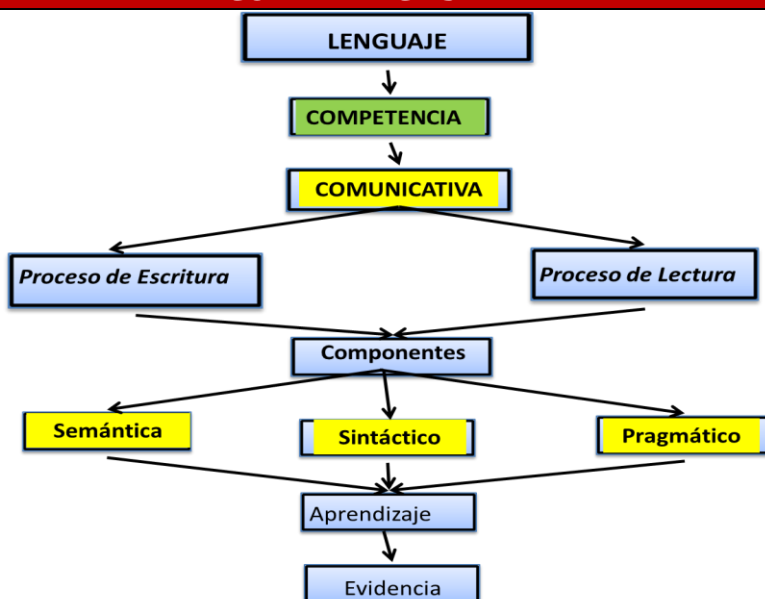 LENGUAJE
COMPETENCIA
COMUNICATIVA
Proceso de Escritura
Proceso de Lectura
Componentes
Semántica
Sintáctico
Pragmático
Aprendizaje
Evidencia